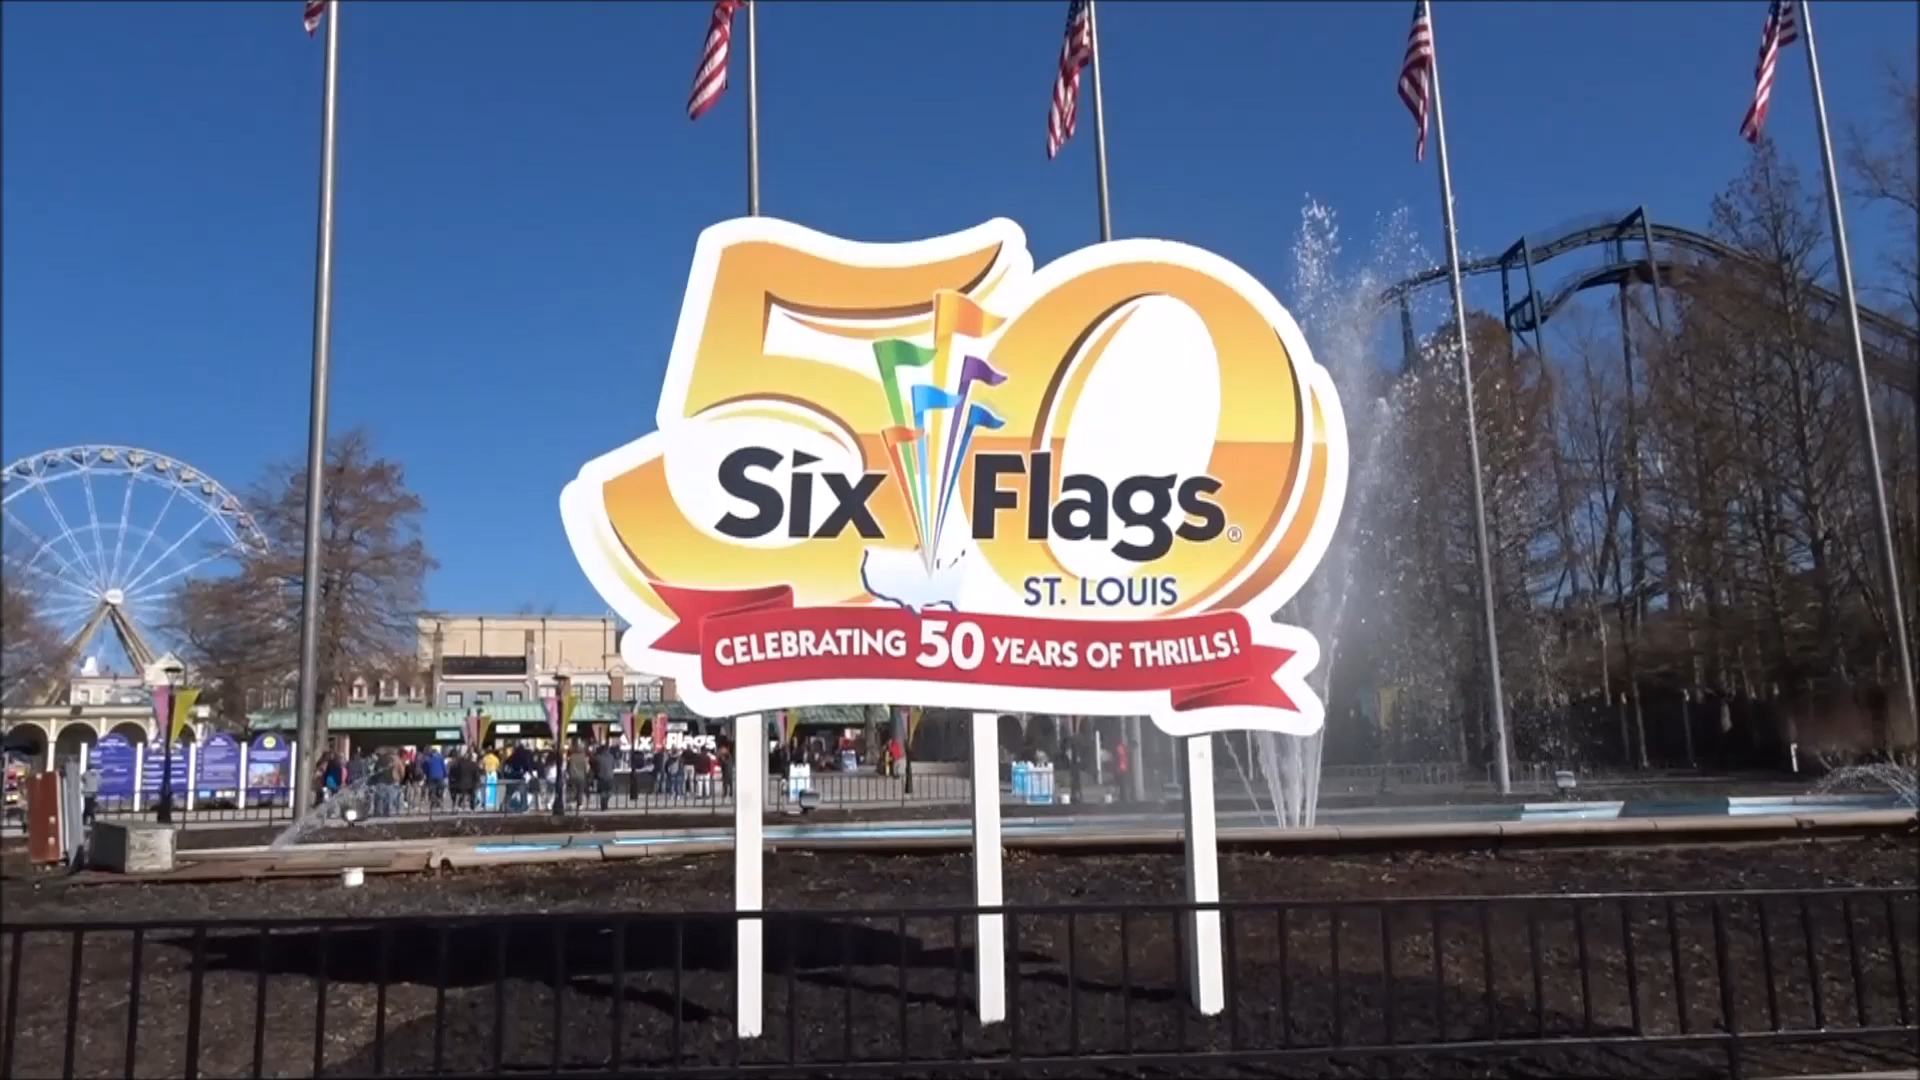 50
Six Flags®
ST. LOUIS
CELEBRATING 50 YEARS OF THRILLS!
Six Flags